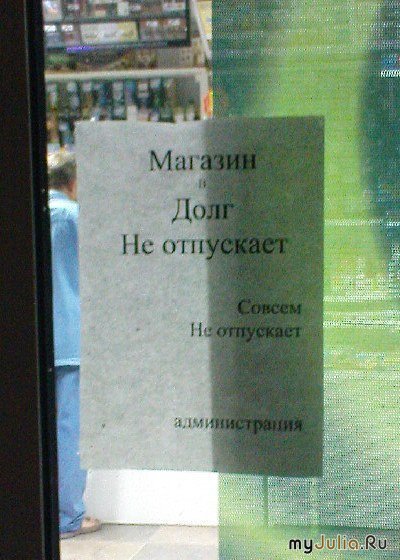 Магазин
в
Долг
Не отпускает
Совсем
Не отпускает
администрация
myJulia.Ru